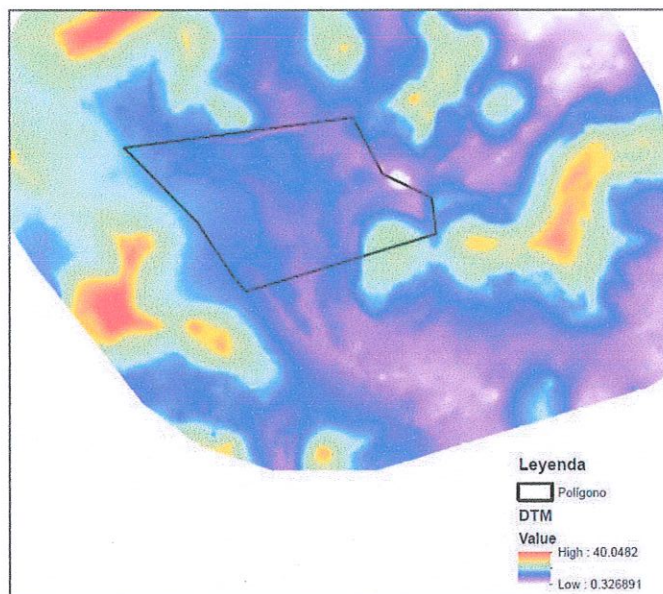 Leyenda
Polígono
DTM
Value
High : 40.0482
Low : 0.326891